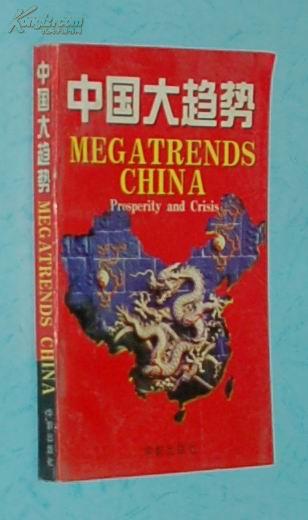 中国大趋势
MEGATRENDS
CHINA
Prosperity and Crisis
中国大趋势 MEGATRENDS CHINA